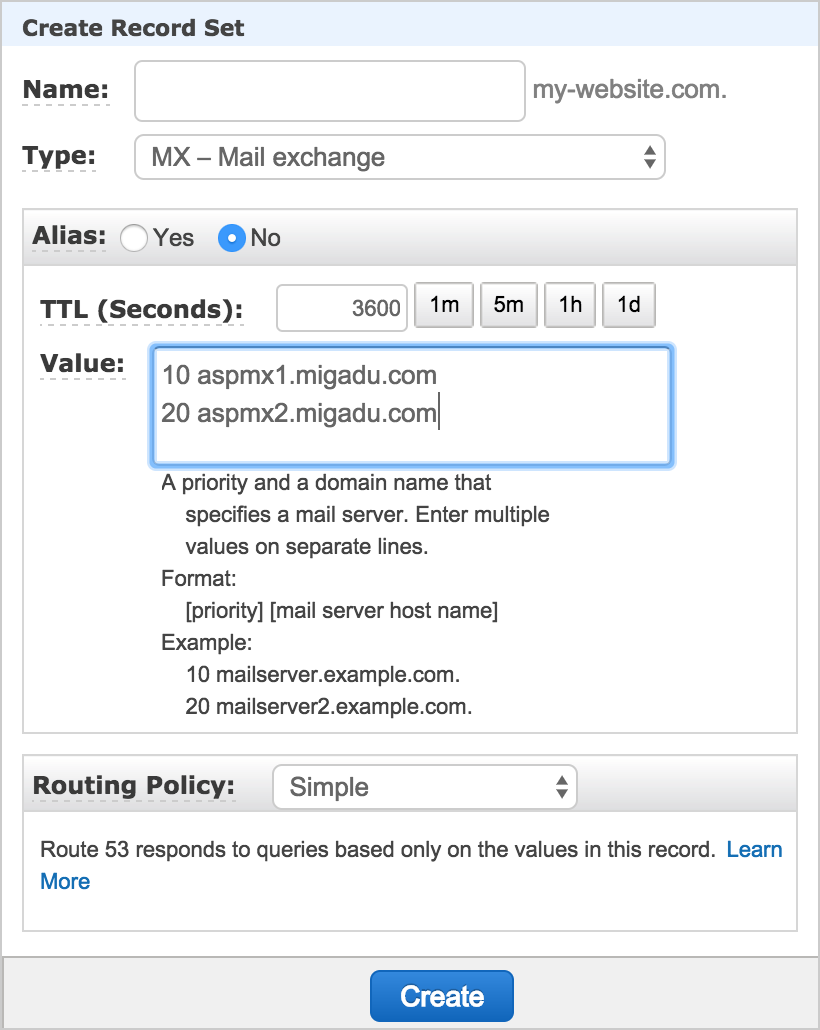 Create Record Set
Name: my-website.com.
Type: MX – Mail exchange
Alias: Yes No
TTL (Seconds): 3600 1m 5m 1h 1d
Value: 10 aspmx1.migadu.com
20 aspmx2.migadu.com
A priority and a domain name that
specifies a mail server. Enter multiple
values on separate lines.
Format:
[priority] [mail server host name]
Example:
10 mailserver.example.com.
20 mailserver2.example.com.
Routing Policy: Simple
Route 53 responds to queries based only on the values in this record. Learn
More
Create